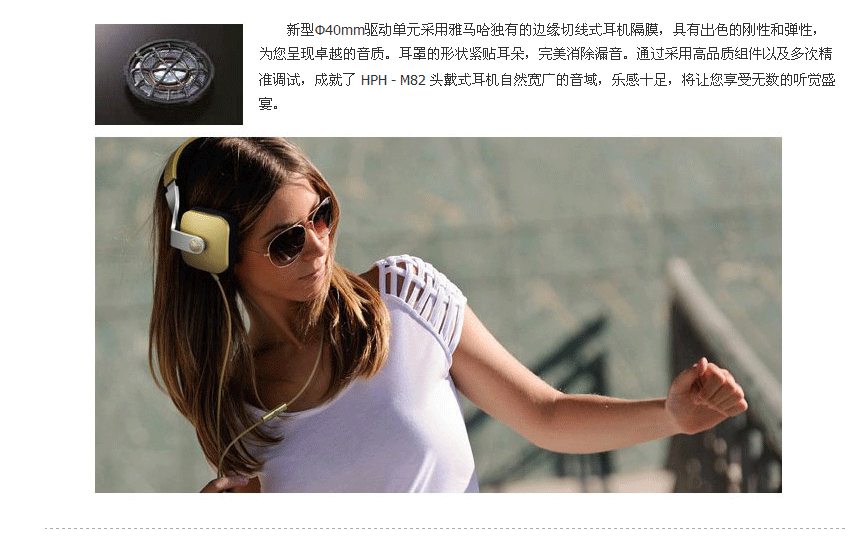 新型Φ40mm驱动单元采用雅马哈独有的边缘切线式耳机隔膜，具有出色的刚性和弹性，
为您呈现卓越的音质。耳罩的形状紧贴耳朵，完美消除漏音。通过采用高品质组件以及多次精
准调试，成就了 HPH - M82 头戴式耳机自然宽广的音域，乐感十足，将让您享受无数的听觉盛
宴。